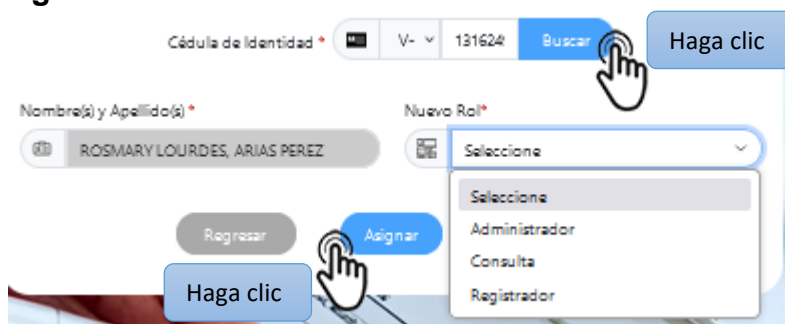 Cédula de Identidad *
V-
Buscar
Haga clic
Nombre(s) y Apellido(s) *
Nuevo Rol*
ROSMARY LOURDES, ARIAS PEREZ
Seleccione
Seleccione
Administrador
Consulta
Registrador
Regresar
Asignar
Haga clic